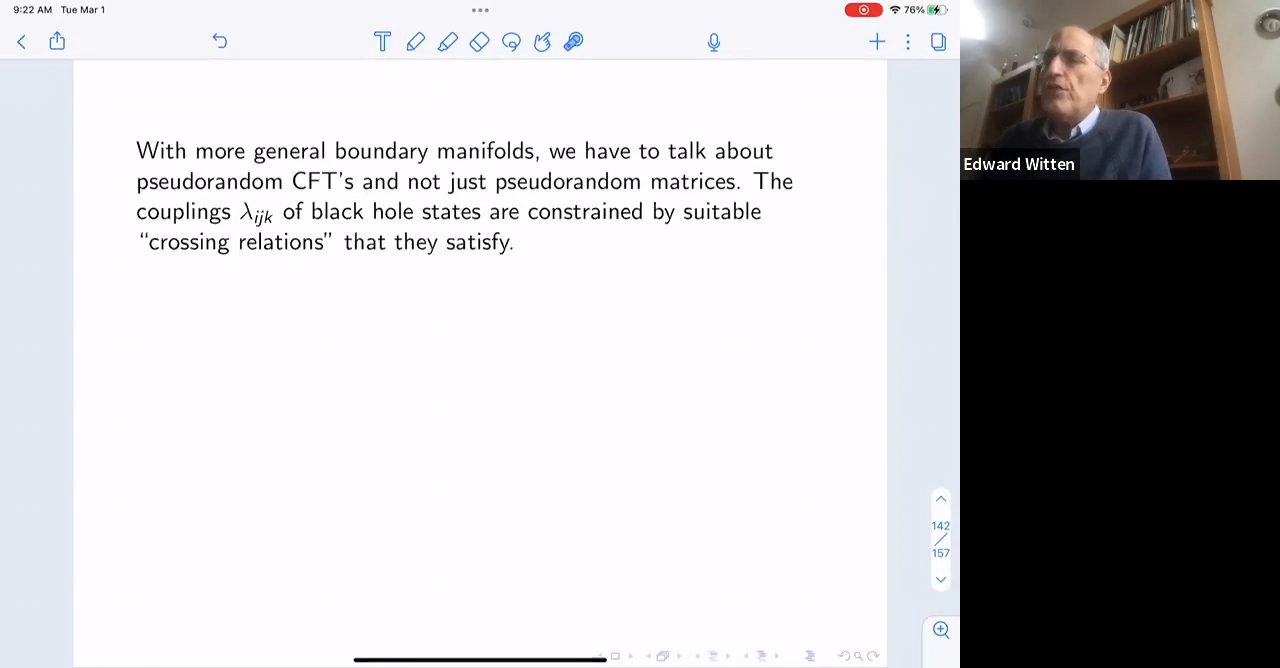 9:22 AM Tue Mar 1
76%
With more general boundary manifolds, we have to talk about
pseudorandom CFT's and not just pseudorandom matrices. The
couplings λijk of black hole states are constrained by suitable
“crossing relations” that they satisfy.
Edward Witten
142
157